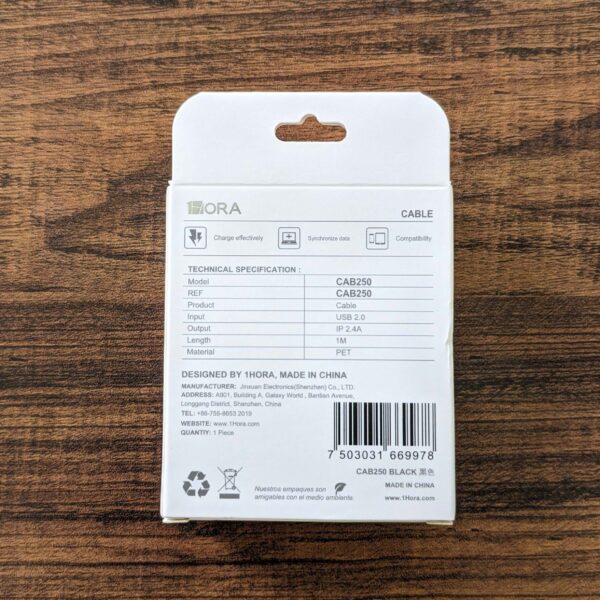 1HORA CABLE
Charge effectively Synchronize data Compatibility
TECHNICAL SPECIFICATION :
Model CAB250
REF CAB250
Product Cable
Input USB 2.0
Output IP 2.4A
Length 1M
Material PET
DESIGNED BY 1HORA, MADE IN CHINA
MANUFACTURER: Jinxuan Electronics(Shenzhen) Co., LTD.
ADDRESS: A901, Building A, Galaxy World , Bantian Avenue,
Longgang District, Shenzhen, China
TEL: +86-755-8653 2019
WEBSITE: www.1Hora.com
QUANTIY: 1 Piece
7 503031 669978
CAB250 BLACK 黑色
Nuestros empaques son
amigables con el medio ambiente.
MADE IN CHINA
www.1Hora.com